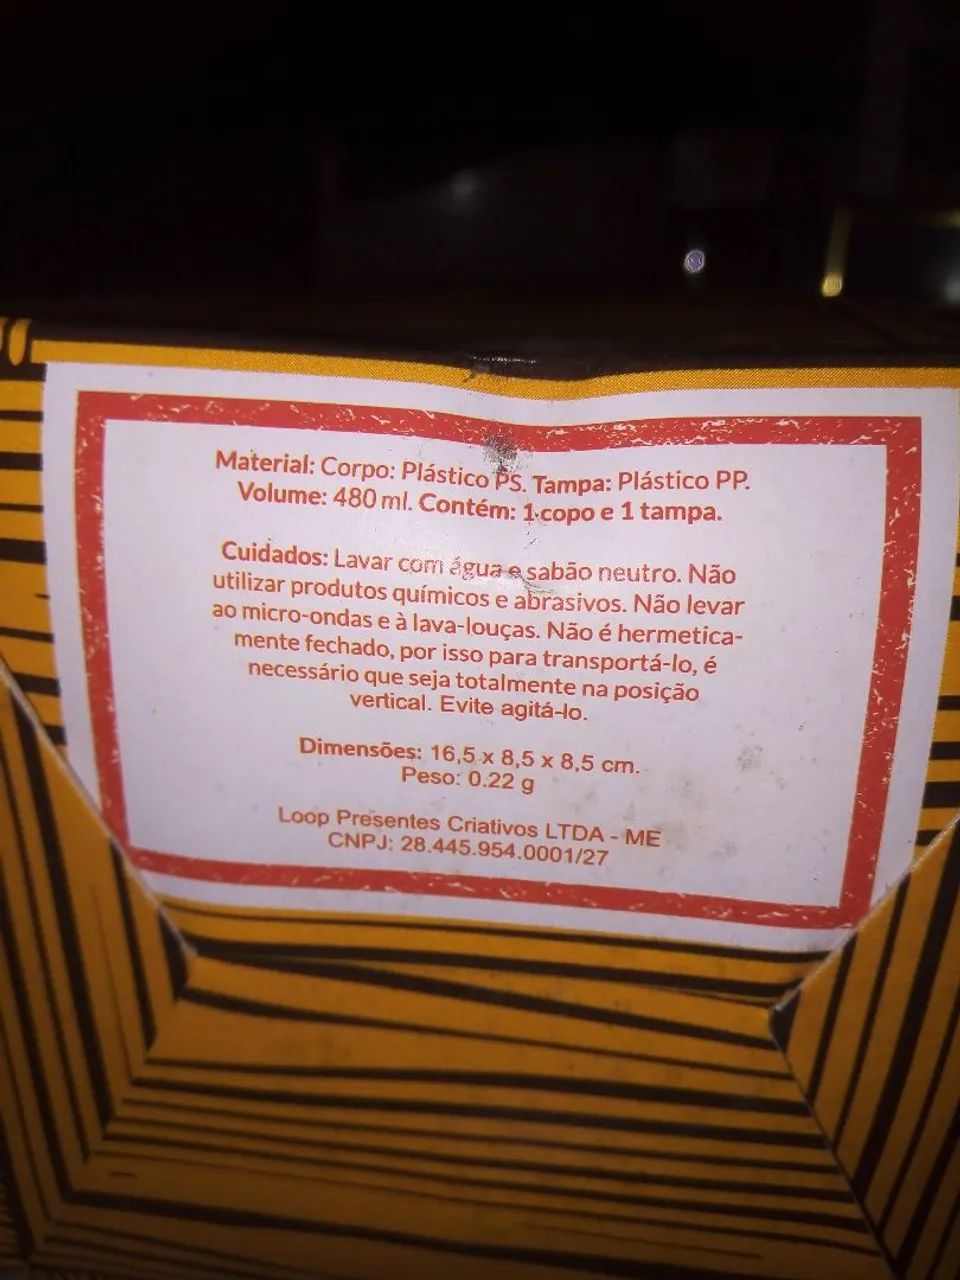 Material: Corpo: Plástico PS. Tampa: Plástico PP.
Volume: 480 ml. Contém: 1 copo e 1 tampa.
Cuidados: Lavar com água e sabão neutro. Não
utilizar produtos químicos e abrasivos. Não levar
ao micro-ondas e à lava-louças. Não é hermetica-
mente fechado, por isso para transportá-lo, é
necessário que seja totalmente na posição
vertical. Evite agitá-lo.
Dimensões: 16,5 x 8,5 x 8,5 cm.
Peso: 0.22 g
Loop Presentes Criativos LTDA - ME
CNPJ: 28.445.954.0001/27